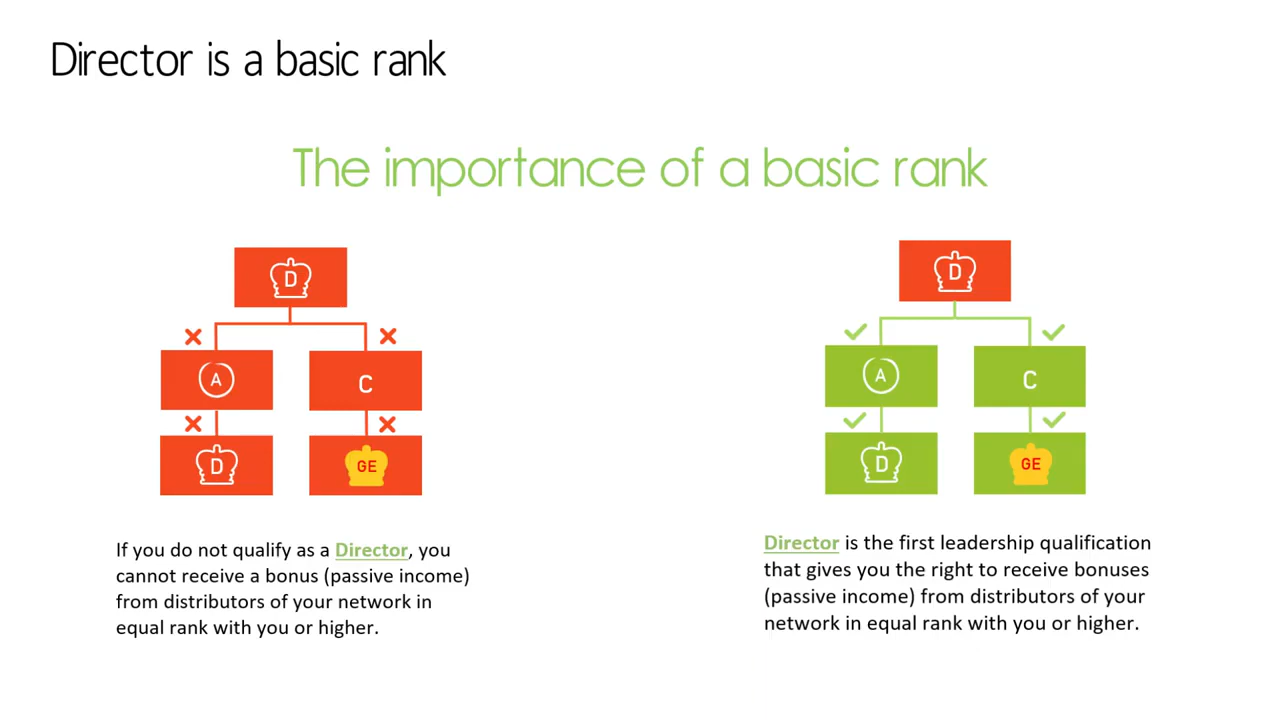 Director is a basic rank
The importance of a basic rank
D
A
C
D
GE
If you do not qualify as a Director, you
cannot receive a bonus (passive income)
from distributors of your network in
equal rank with you or higher.
D
A
C
D
GE
Director is the first leadership qualification
that gives you the right to receive bonuses
(passive income) from distributors of your
network in equal rank with you or higher.